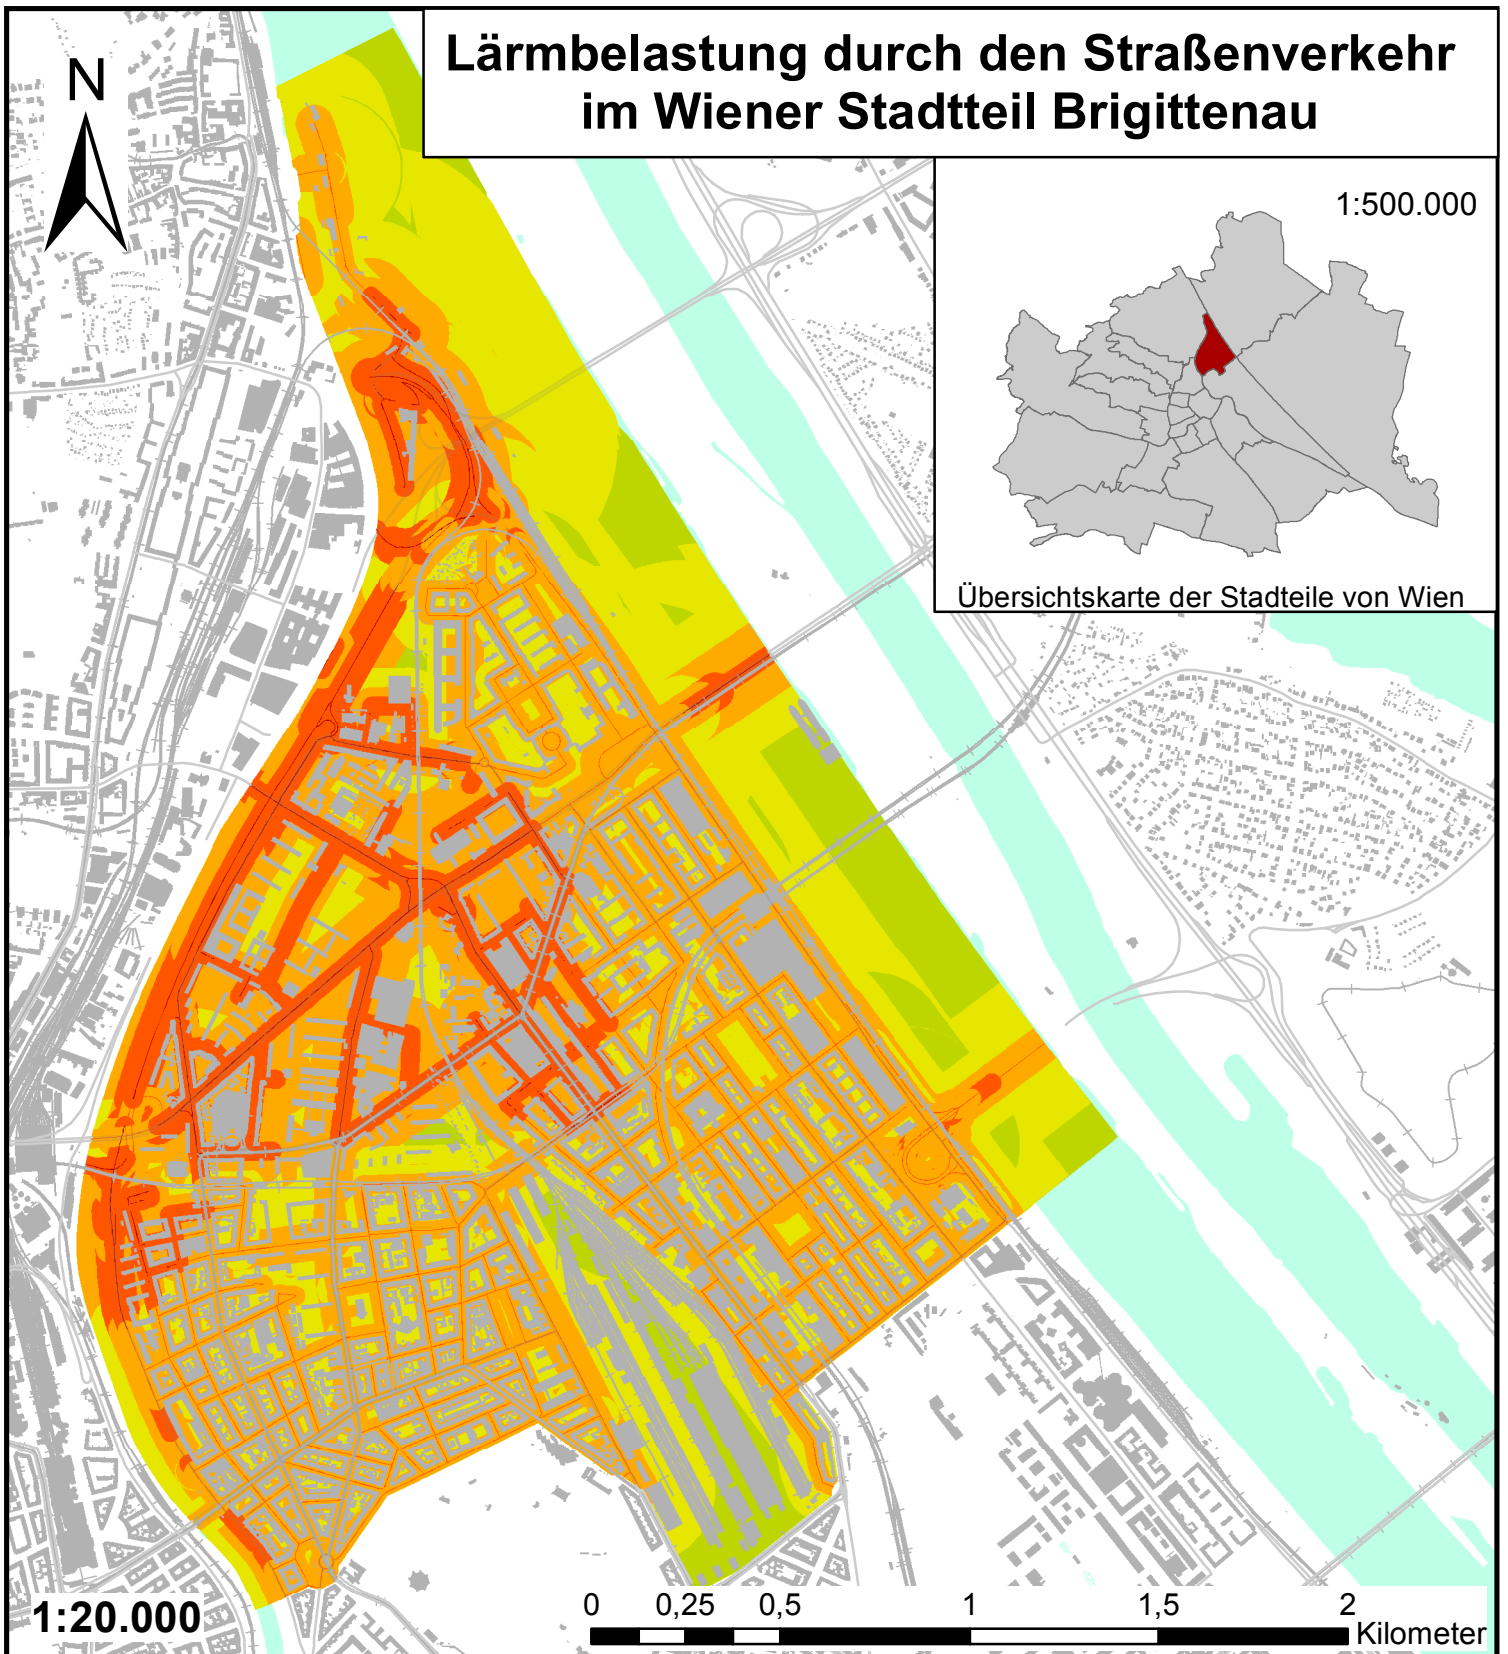 Lärmbelastung durch den Straßenverkehr
im Wiener Stadtteil Brigittenau
N
1:500.000
Übersichtskarte der Stadteile von Wien
1:20.000
0 0,25 0,5 1 1,5 2
Kilometer